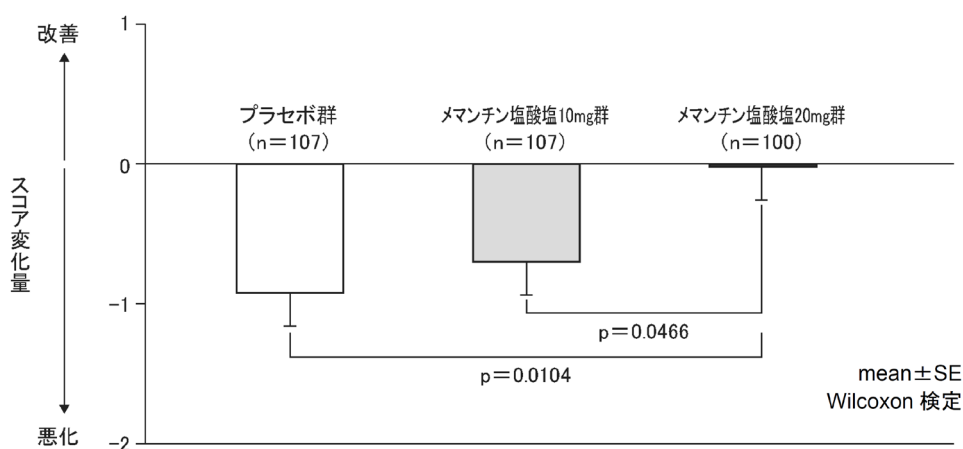 改善
悪化
スコア変化量
1
0
-1
-2
プラセボ群
(n=107)
メマンチン塩酸塩10mg群
(n=107)
メマンチン塩酸塩20mg群
(n=100)
p=0.0466
p=0.0104
mean±SE
Wilcoxon 検定